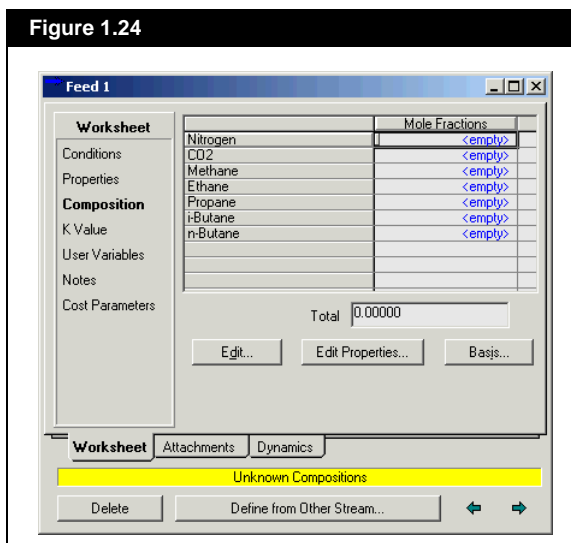 Figure 1.24
Feed 1
Worksheet
Conditions
Properties
Composition
K Value
User Variables
Notes
Cost Parameters
Mole Fractions
Nitrogen <empty>
CO2 <empty>
Methane <empty>
Ethane <empty>
Propane <empty>
i-Butane <empty>
n-Butane <empty>
Total 0.00000
Edit... Edit Properties... Basis...
Worksheet Attachments Dynamics
Unknown Compositions
Delete Define from Other Stream...